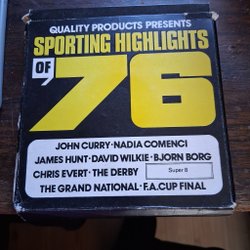 QUALITY PRODUCTS PRESENTS
SPORTING HIGHLIGHTS
OF '76
JOHN CURRY · NADIA COMENCI
JAMES HUNT · DAVID WILKIE · BJORN BORG
CHRIS EVERT · THE DERBY Super 8
THE GRAND NATIONAL · F.A. CUP FINAL